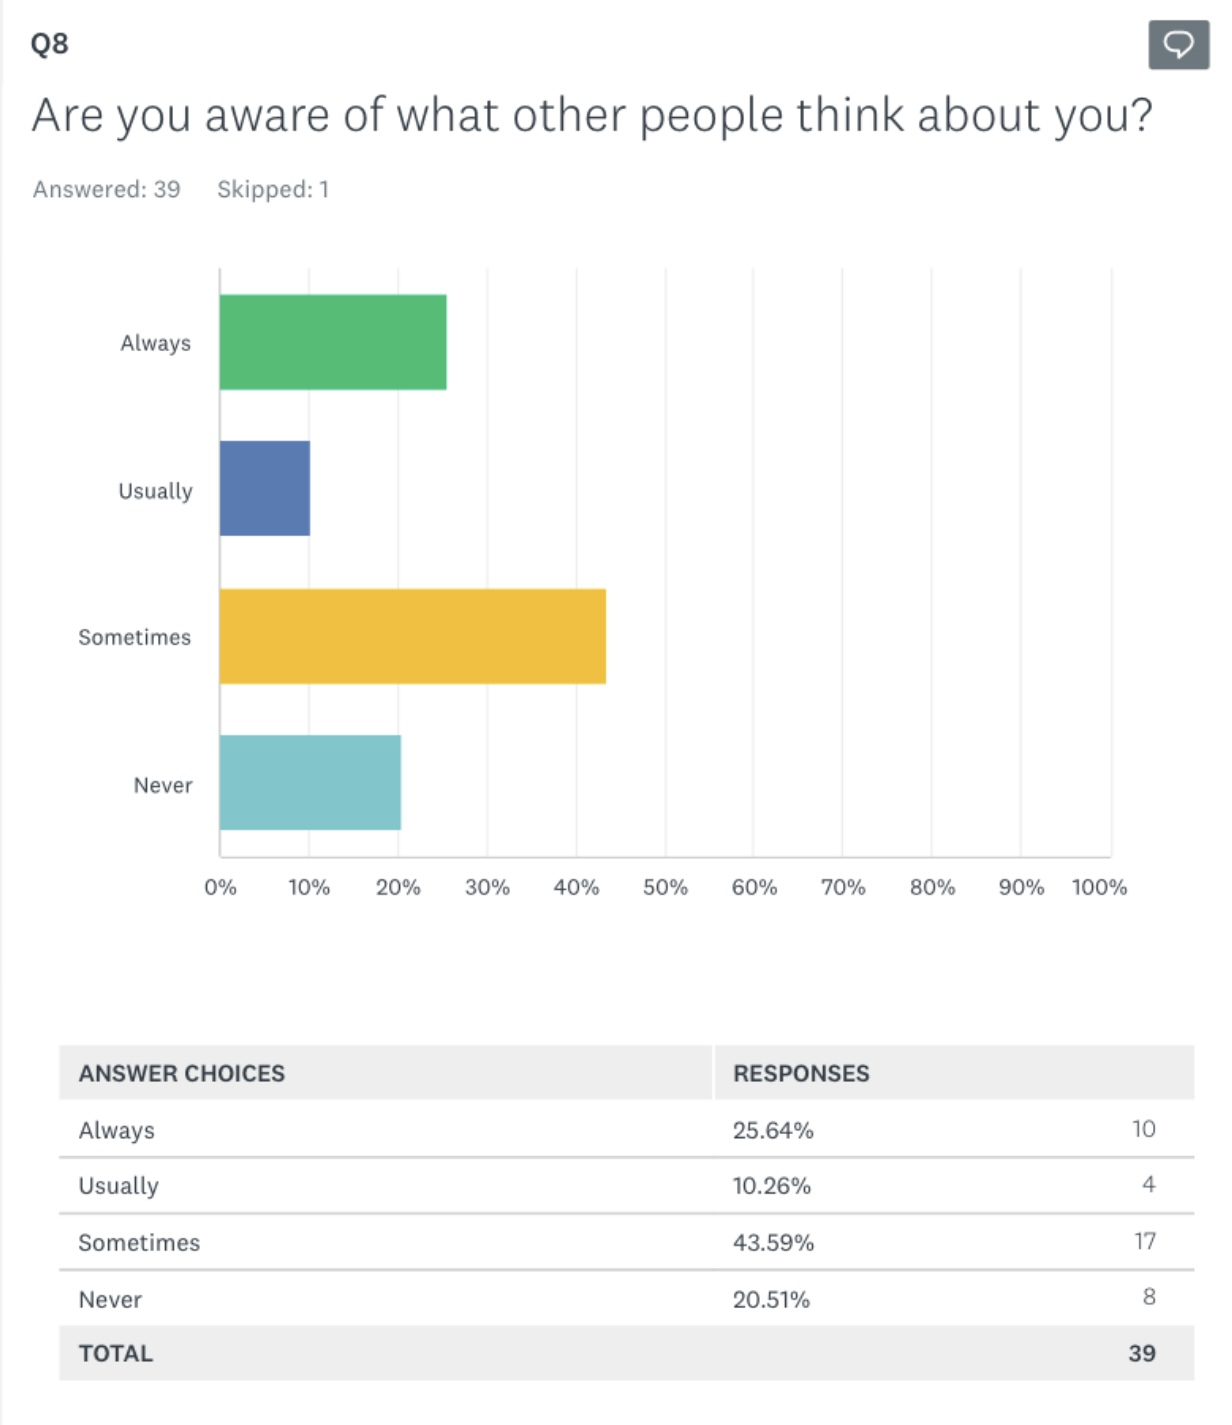 Q8
Are you aware of what other people think about you?
Answered: 39 Skipped: 1
Always
Usually
Sometimes
Never
0% 10% 20% 30% 40% 50% 60% 70% 80% 90% 100%
ANSWER CHOICES RESPONSES
Always 25.64% 10
Usually 10.26% 4
Sometimes 43.59% 17
Never 20.51% 8
TOTAL 39